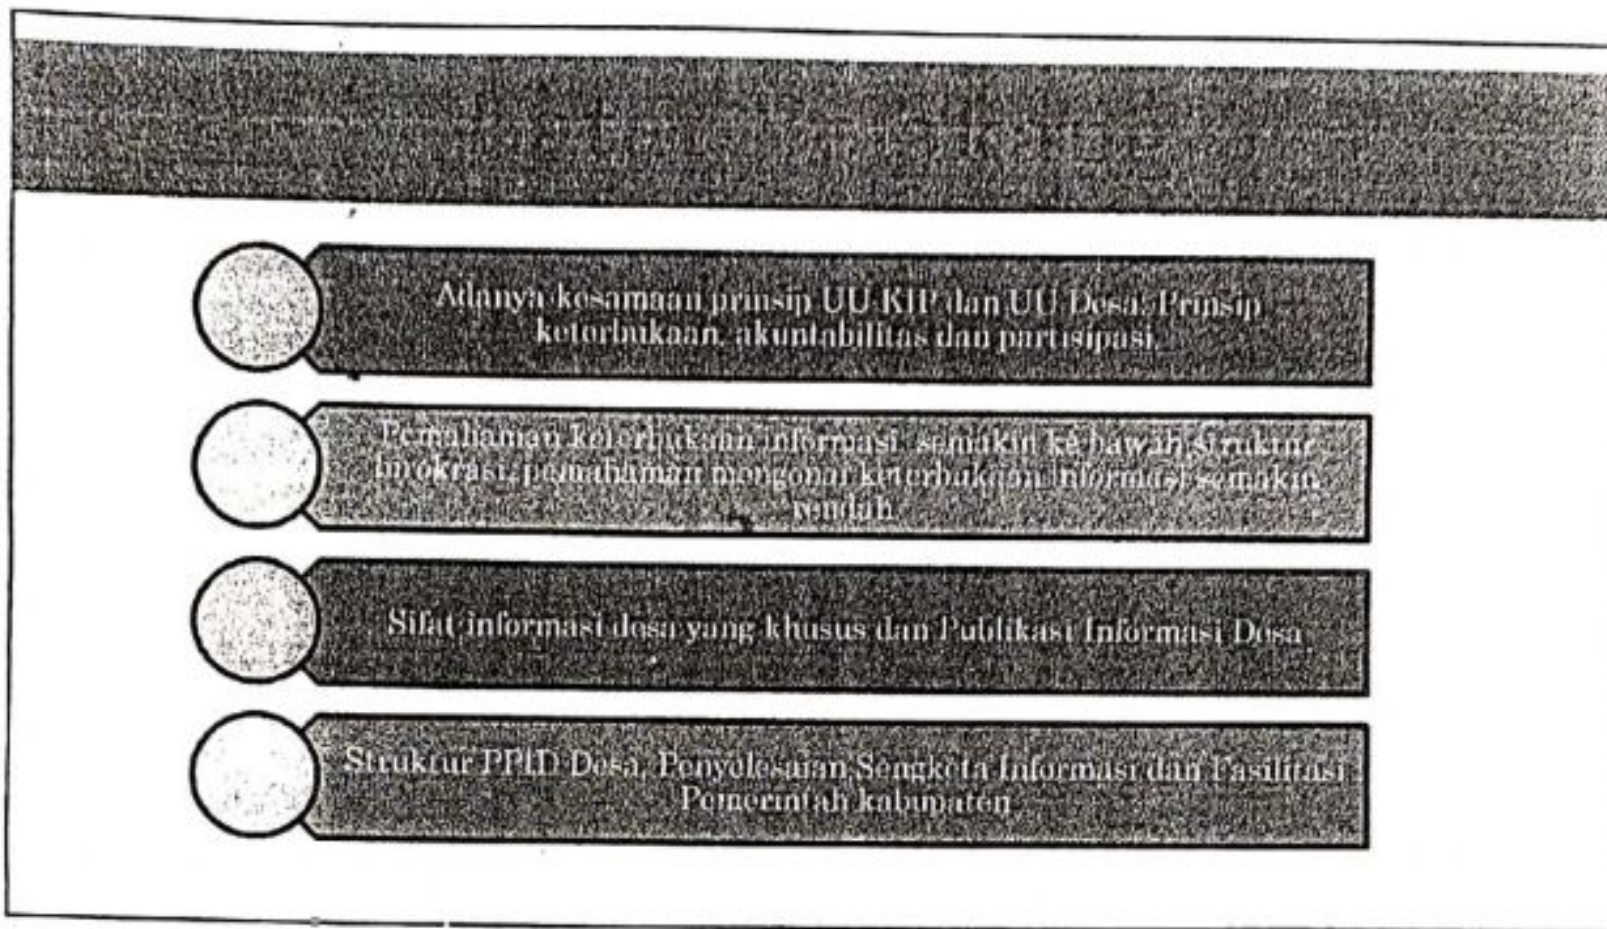 Adanya kesamaan prinsip UU KIP dan UU Desa. Prinsip
keterbukaan, akuntabilitas dan partisipasi.
Pemahaman keterbukaan informasi, semakin ke bawah struktur
birokrasi, pemahaman mengenai keterbukaan informasi semakin
rendah.
Sifat informasi desa yang khusus dan Publikasi Informasi Desa
Struktur PPID Desa, Penyelesaian Sengketa Informasi dan Fasilitasi
Pemerintah kabupaten